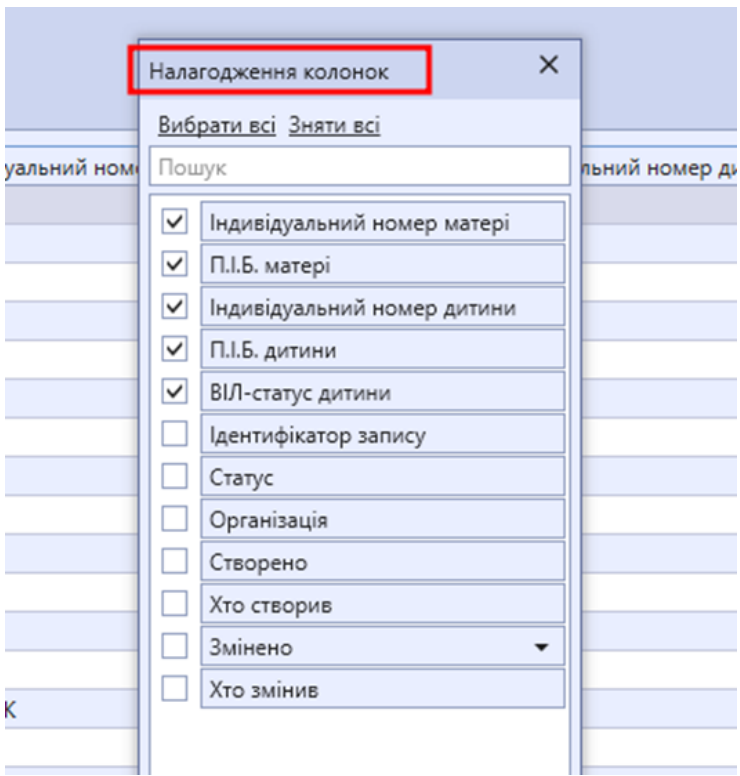 Налагодження колонок
Вибрати всі Зняти всі
Пошук
Індивідуальний номер матері
П.І.Б. матері
Індивідуальний номер дитини
П.І.Б. дитини
ВІЛ-статус дитини
Ідентифікатор запису
Статус
Організація
Створено
Хто створив
Змінено
Хто змінив